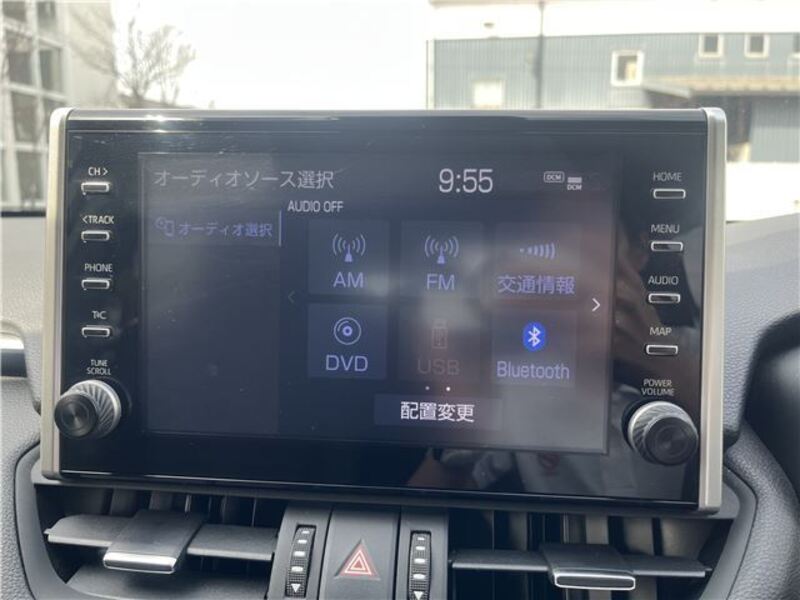 CH>
<TRACK
PHONE
T&C
TUNE
SCROLL
オーディオソース選択
9:55
DCM
DCM
AUDIO OFF
オーディオ選択
AM
FM
交通情報
DVD
USB
Bluetooth
配置変更
HOME
MENU
AUDIO
MAP
POWER
VOLUME